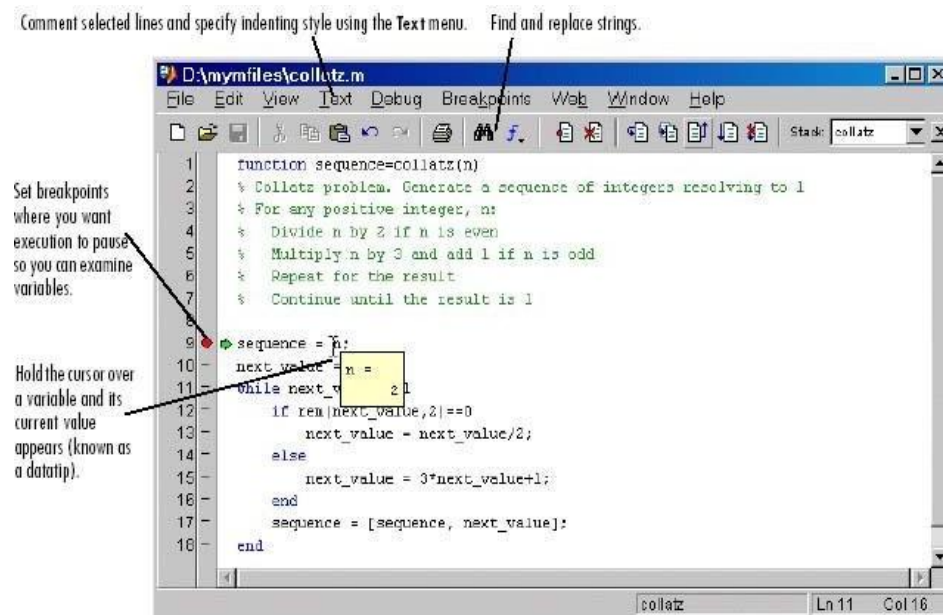 Comment selected lines and specify indenting style using the Text menu. Find and replace strings.
D:\mymfiles\collatz.m
File Edit View Text Debug Breakpoints Web Window Help
Stack: collatz
1 function sequence=collatz(n)
2 % Collatz problem. Generate a sequence of integers resolving to 1
3 % For any positive integer, n:
4 % Divide n by 2 if n is even
5 % Multiply n by 3 and add 1 if n is odd
6 % Repeat for the result
7 % Continue until the result is 1
8
9 sequence = n;
10 – next_value =
11 – while next_v 1
12 – if rem(next_value,2)==0
13 – next_value = next_value/2;
14 – else
15 – next_value = 3*next_value+1;
16 – end
17 – sequence = [sequence, next_value];
18 – end
n =
2
Set breakpoints
where you want
execution to pause
so you can examine
variables.
Hold the cursor over
a variable and its
current value
appears (known as
a datatip).
collatz Ln 11 Col 16